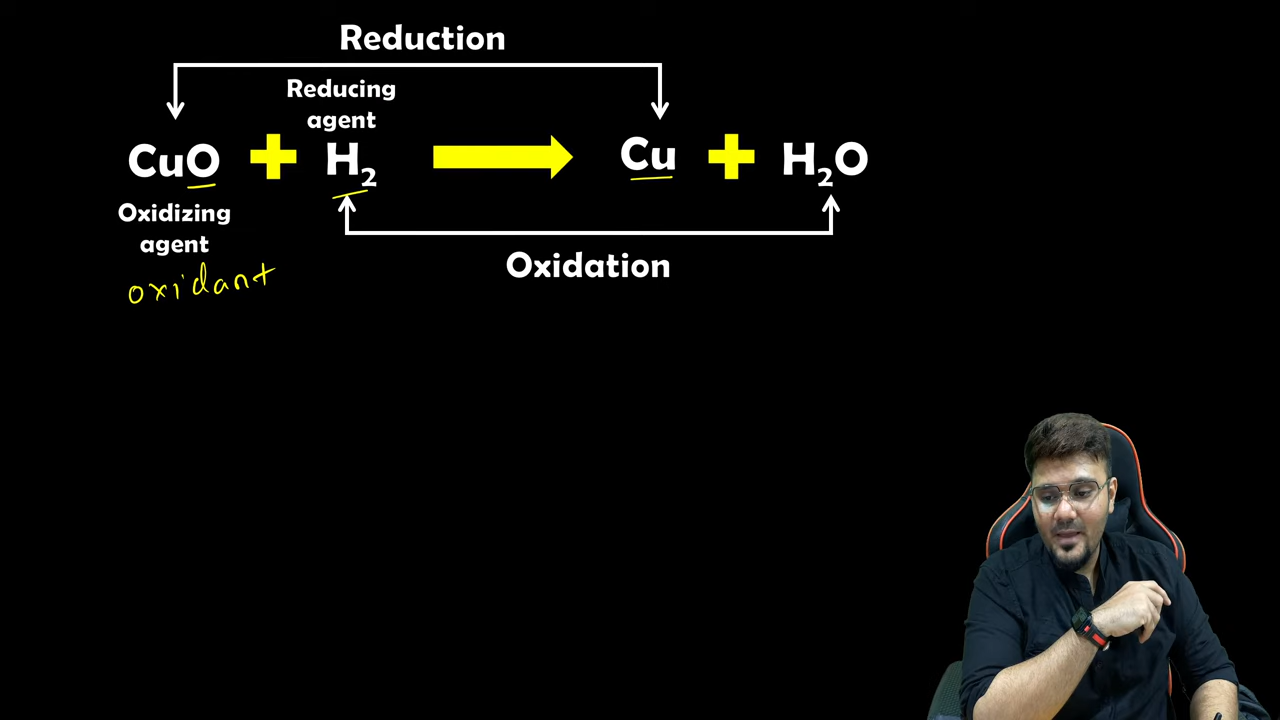 Reduction
Reducing
agent
CuO + H₂ → Cu + H₂O
Oxidizing
agent
Oxidation
oxidant